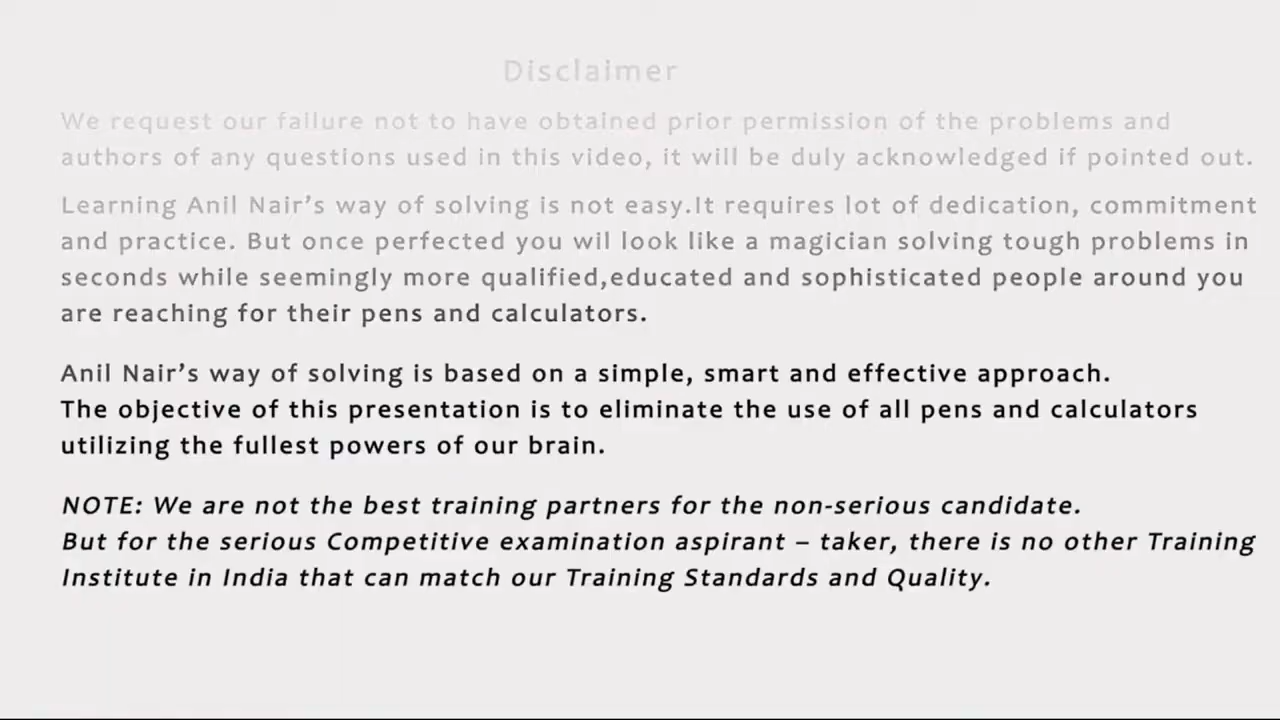 Disclaimer
We request our failure not to have obtained prior permission of the problems and
authors of any questions used in this video, it will be duly acknowledged if pointed out.
Learning Anil Nair’s way of solving is not easy.It requires lot of dedication, commitment
and practice. But once perfected you wil look like a magician solving tough problems in
seconds while seemingly more qualified,educated and sophisticated people around you
are reaching for their pens and calculators.
Anil Nair’s way of solving is based on a simple, smart and effective approach.
The objective of this presentation is to eliminate the use of all pens and calculators
utilizing the fullest powers of our brain.
NOTE: We are not the best training partners for the non-serious candidate.
But for the serious Competitive examination aspirant – taker, there is no other Training
Institute in India that can match our Training Standards and Quality.